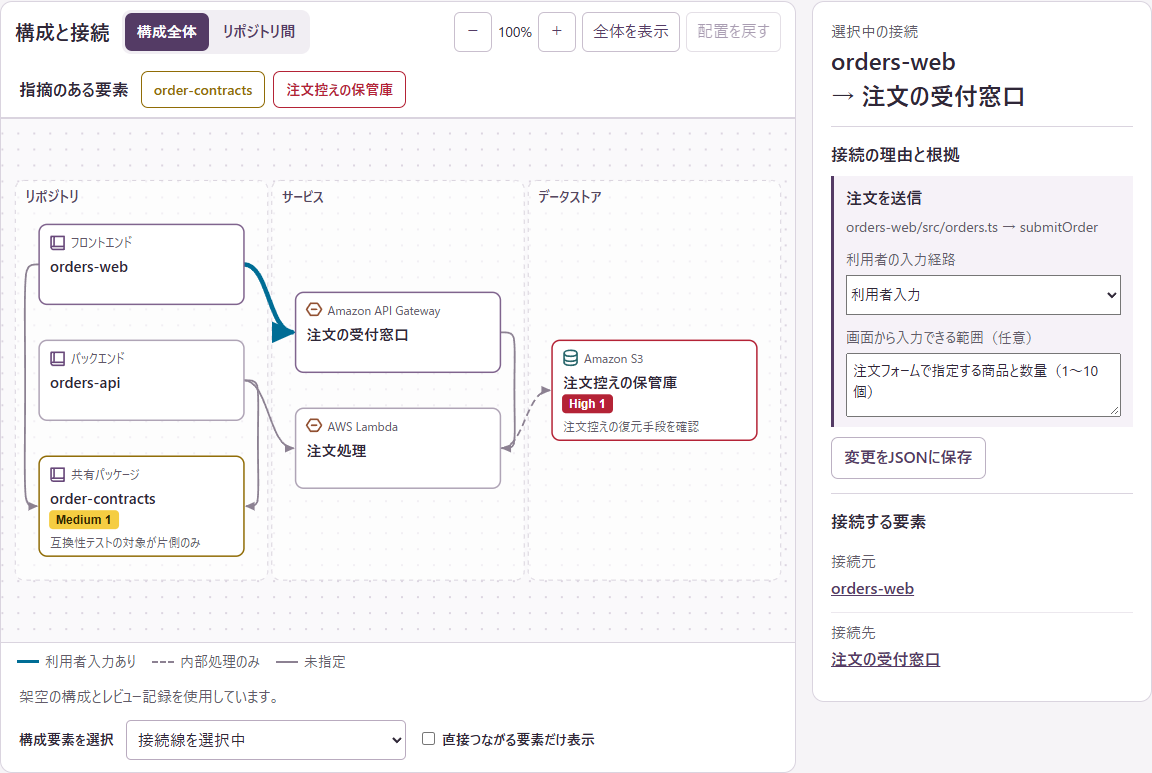 構成と接続
構成全体
リポジトリ間
−
100%
+
全体を表示
配置を戻す
指摘のある要素
order-contracts
注文控えの保管庫
リポジトリ
フロントエンド
orders-web
バックエンド
orders-api
共有パッケージ
order-contracts
Medium 1
互換性テストの対象が片側のみ
サービス
Amazon API Gateway
注文の受付窓口
AWS Lambda
注文処理
データストア
Amazon S3
注文控えの保管庫
High 1
注文控えの復元手段を確認
利用者入力あり
内部処理のみ
未指定
架空の構成とレビュー記録を使用しています。
構成要素を選択
接続線を選択中
直接つながる要素だけ表示
選択中の接続
orders-web
→ 注文の受付窓口
接続の理由と根拠
注文を送信
orders-web/src/orders.ts → submitOrder
利用者の入力経路
利用者入力
画面から入力できる範囲（任意）
注文フォームで指定する商品と数量（1〜10
個）
変更をJSONに保存
接続する要素
接続元
orders-web
接続先
注文の受付窓口